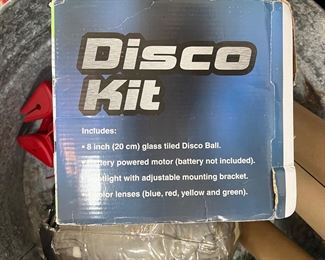 Disco
Kit
Includes:
• 8 inch (20 cm) glass tiled Disco Ball.
battery powered motor (battery not included).
spotlight with adjustable mounting bracket.
color lenses (blue, red, yellow and green).